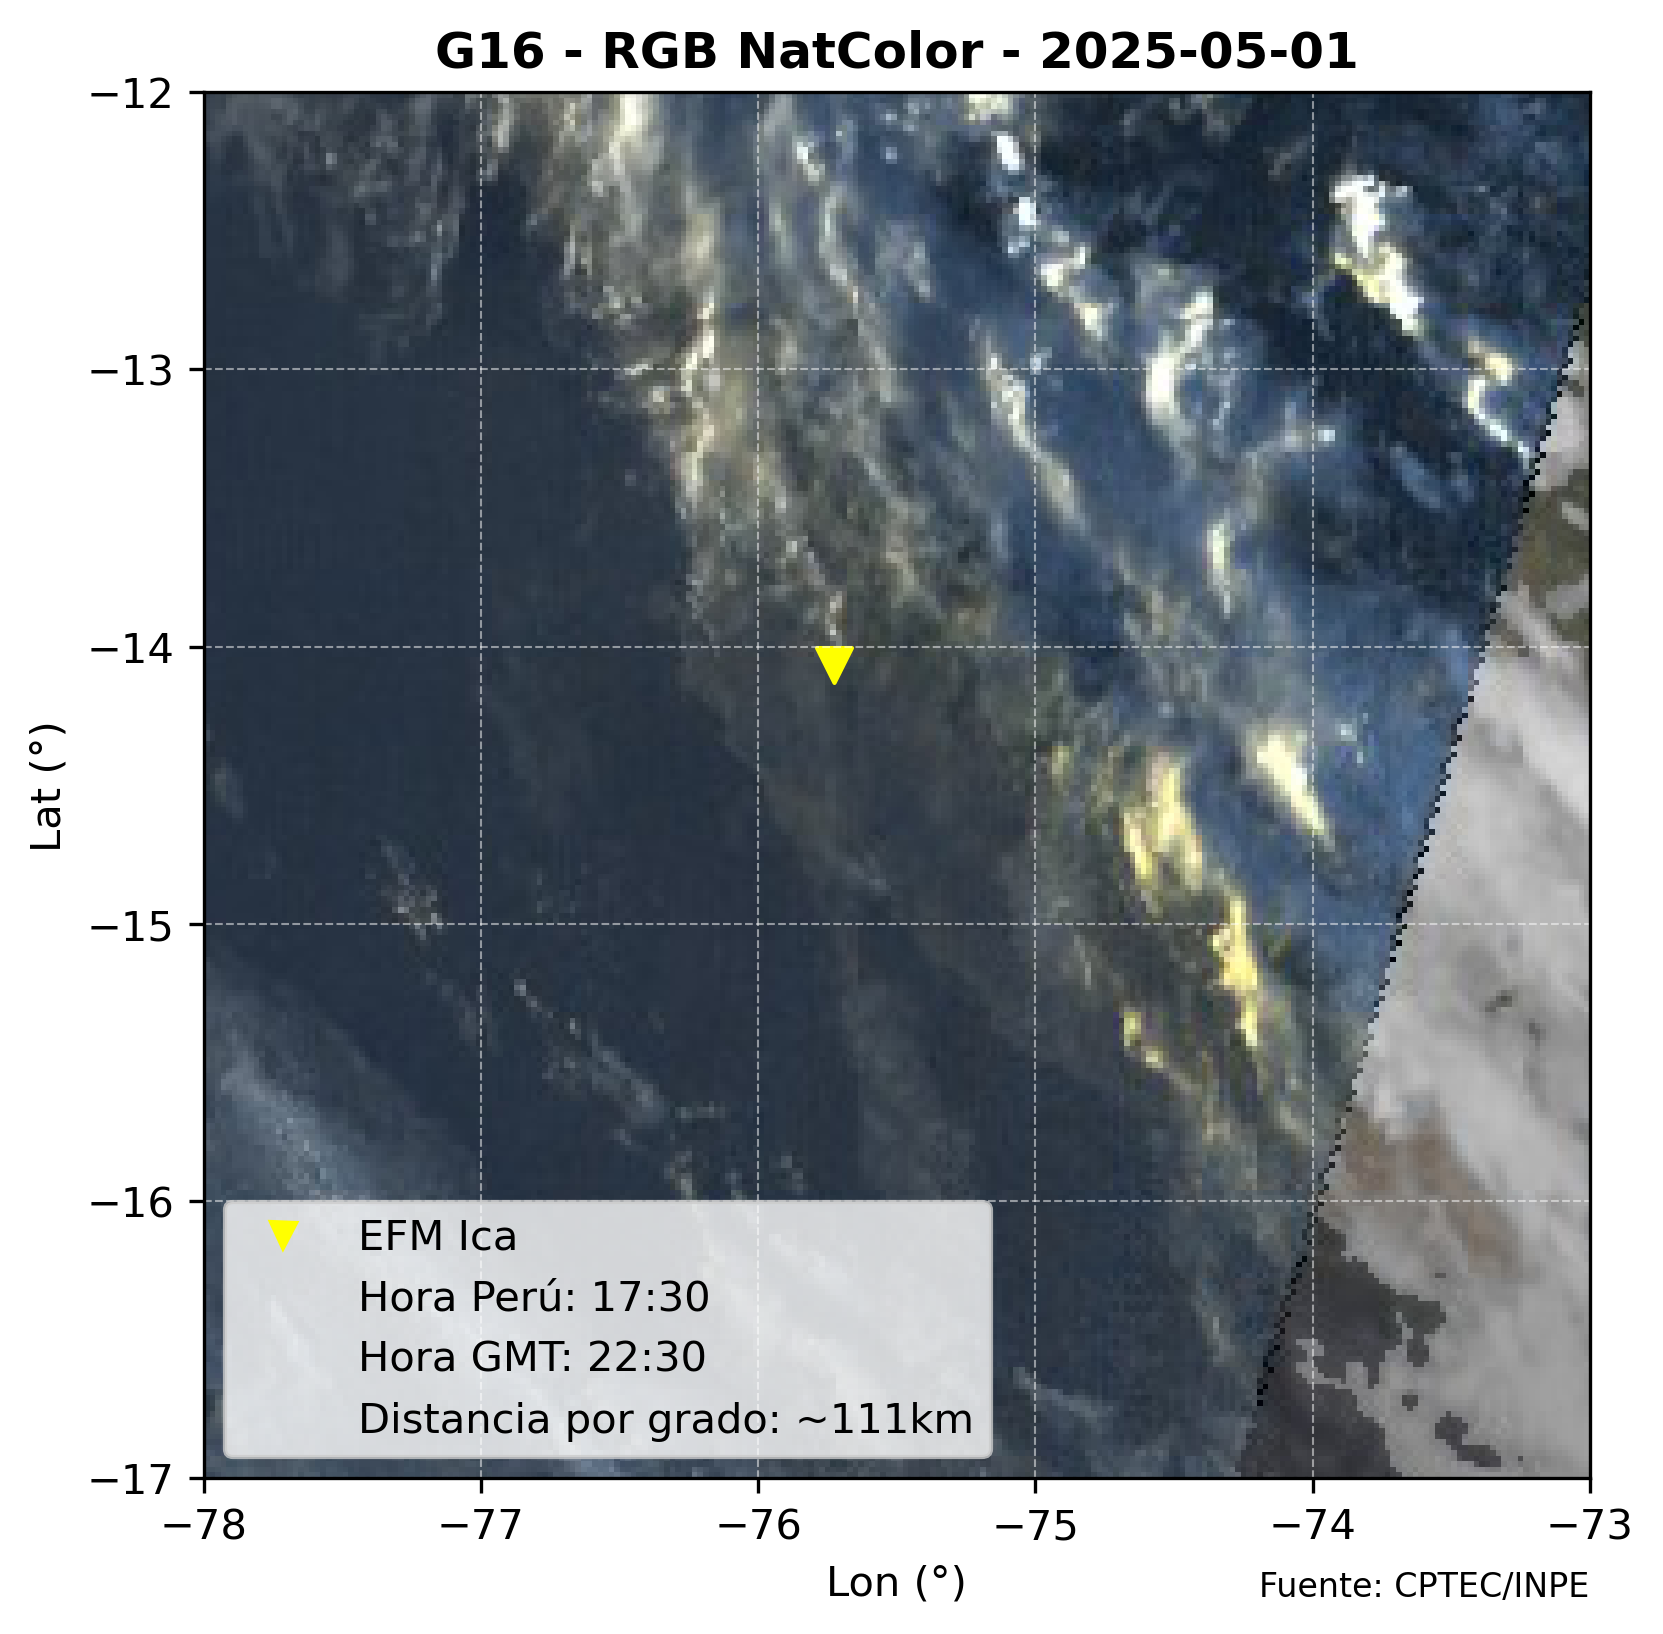 G16 - RGB NatColor - 2025-05-01
−12
−13
−14
−15
−16
−17
Lat (°)
EFM Ica
Hora Perú: 17:30
Hora GMT: 22:30
Distancia por grado: ~111km
−78 −77 −76 −75 −74 −73
Lon (°)
Fuente: CPTEC/INPE